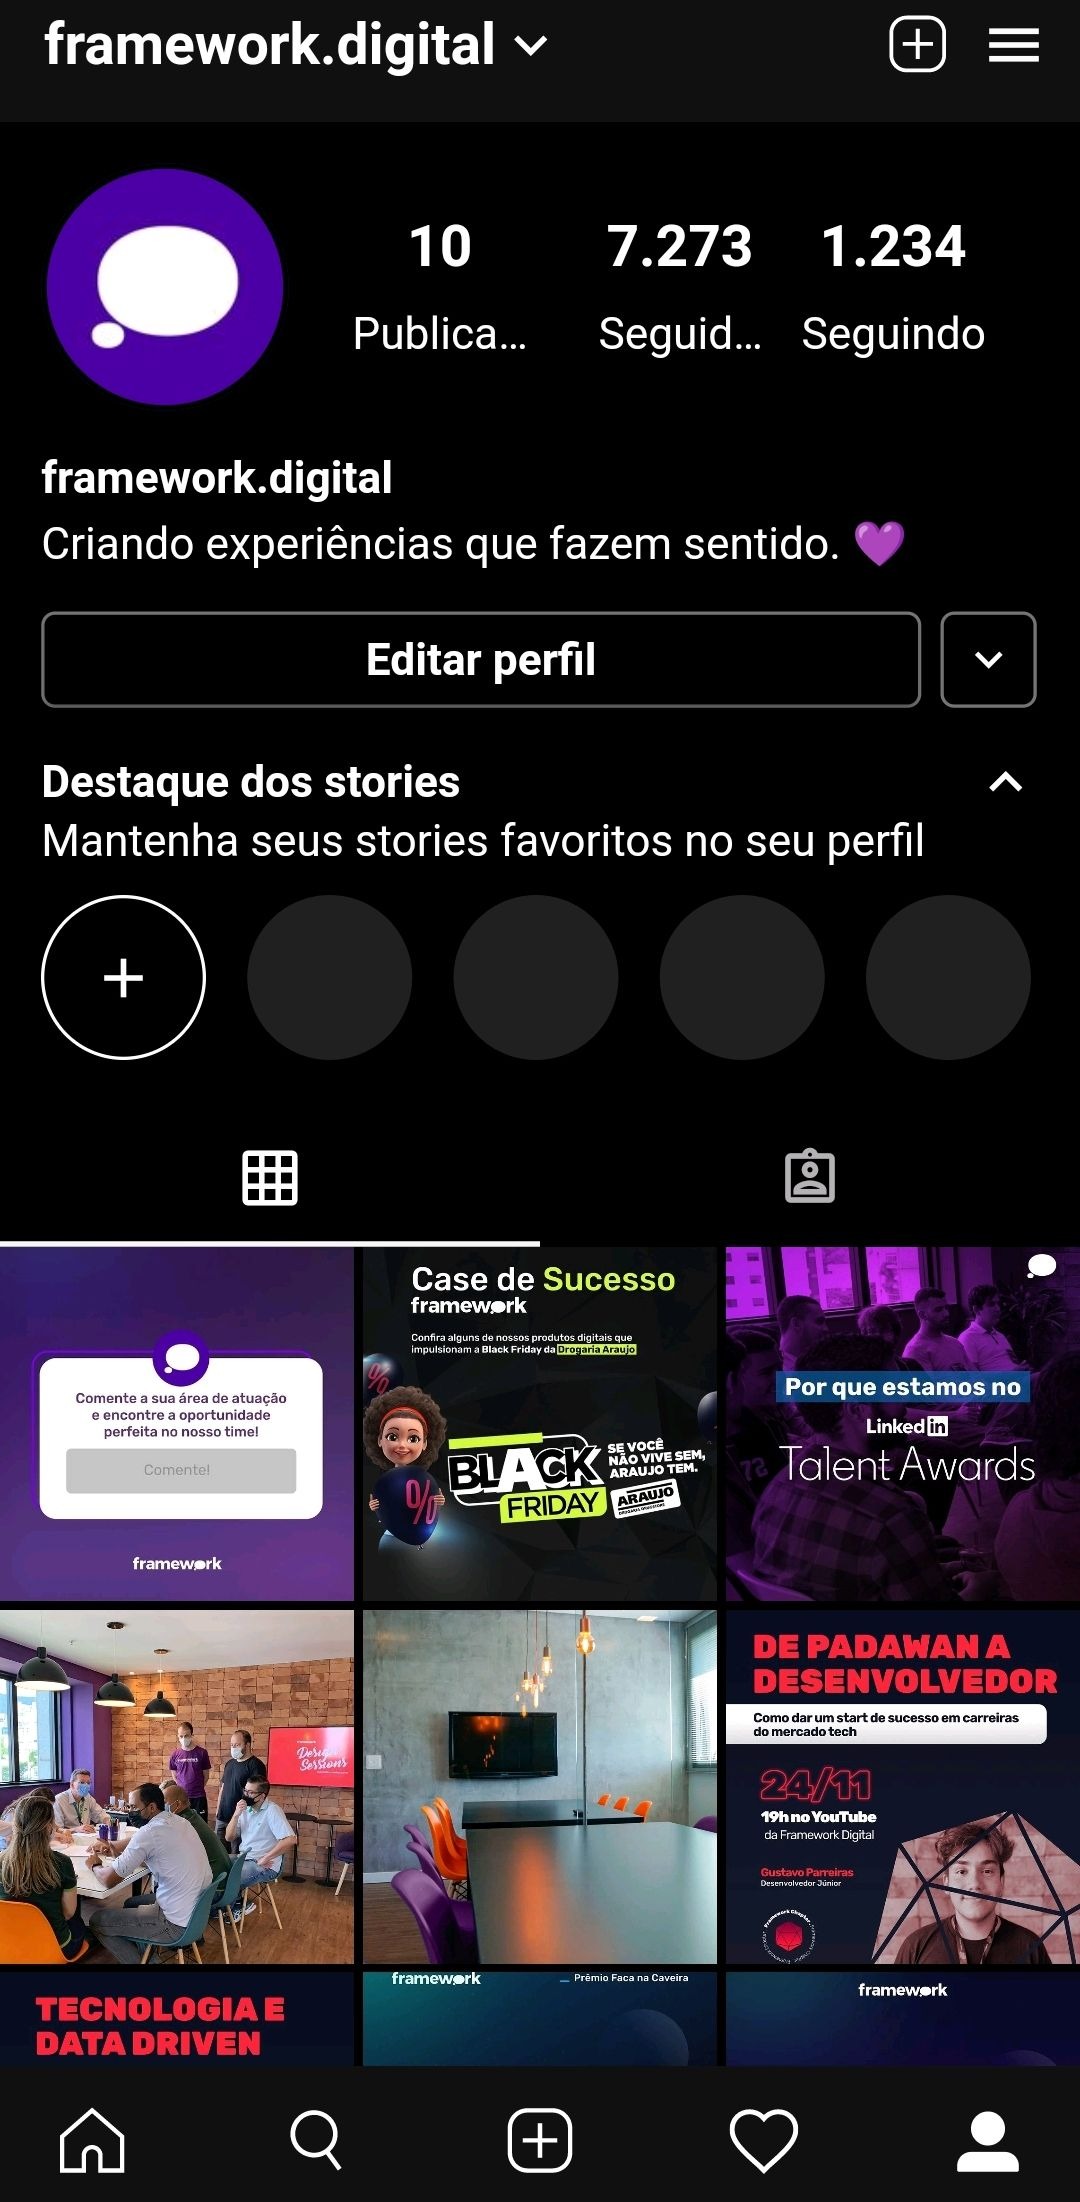 framework.digital
10
7.273
1.234
Publica...
Seguid...
Seguindo
framework.digital
Criando experiências que fazem sentido. 💜
Editar perfil
Destaque dos stories
Mantenha seus stories favoritos no seu perfil
Comente a sua área de atuação
e encontre a oportunidade
perfeita no nosso time!
Comente!
framework
Case de Sucesso
framework
Confira alguns de nossos produtos digitais que
impulsionam a Black Friday da Drogaria Araujo
%
%
BLACK
FRIDAY
SE VOCÊ
NÃO VIVE SEM,
ARAUJO TEM.
ARAUJO
Por que estamos no
Linked in
Talent Awards
Design
Sessions
DE PADAWAN A
DESENVOLVEDOR
Como dar um start de sucesso em carreiras
do mercado tech
24/11
19h no YouTube
da Framework Digital
Gustavo Parreiras
Desenvolvedor Júnior
TECNOLOGIA E
DATA DRIVEN
framework
Prêmio Faca na Caveira
framework